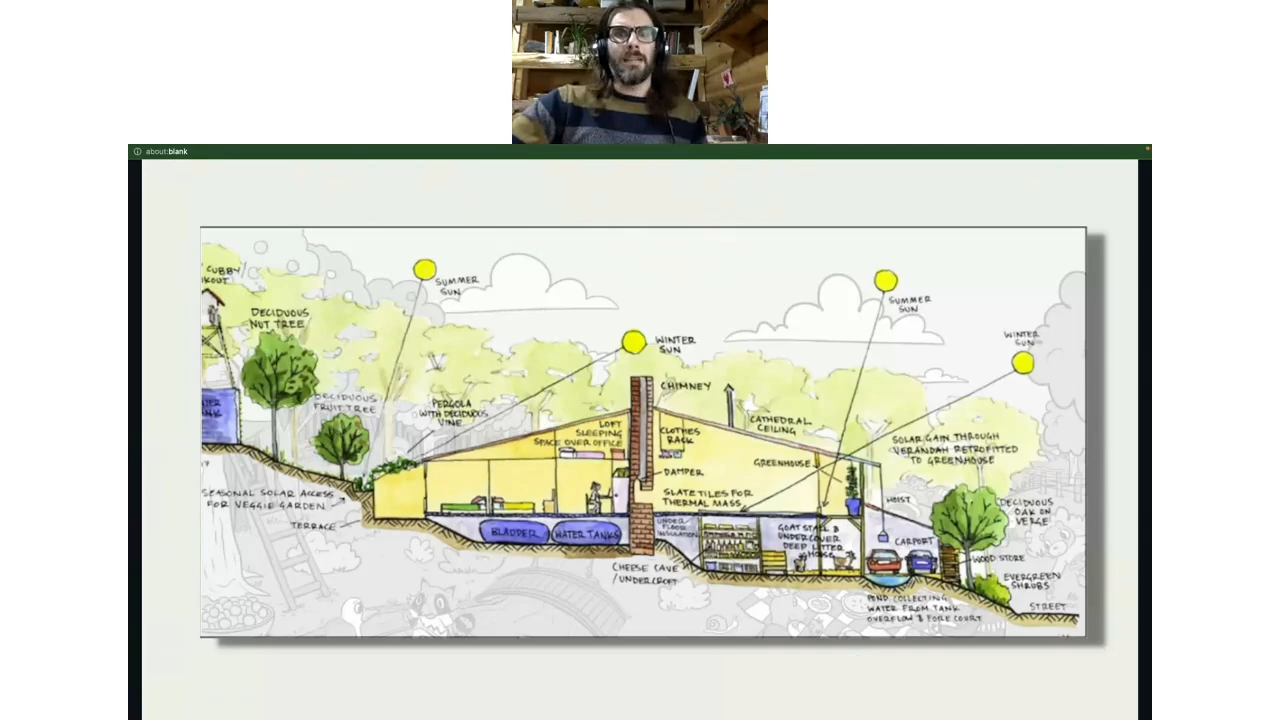 about:blank
CUBBY
DECIDUOUS
NUT TREE
SUMMER
SUN
DECIDUOUS
FRUIT TREE
PERGOLA
WITH DECIDUOUS
VINE
WINTER
SUN
CHIMNEY
LOFT
SLEEPING
SPACE OVER OFFICE
CLOTHES
RACK
CATHEDRAL
CEILING
SUMMER
SUN
WINTER
SUN
SOLAR GAIN THROUGH
VERANDAH RETROFITTED
TO GREENHOUSE
GREENHOUSE
DAMPER
SLATE TILES FOR
THERMAL MASS
SEASONAL SOLAR ACCESS
FOR VEGGIE GARDEN
TERRACE
BLADDER
WATER TANKS
UNDER
FLOOR
INSULATION
CHEESE CAVE
/UNDERCROFT
GOAT STALL &
UNDERCOVER
DEEP LITTER
HOUSE
HOIST
CARPORT
DECIDUOUS
OAK ON
VERGE
WOOD STORE
EVERGREEN
SHRUBS
STREET
POND COLLECTING
WATER FROM TANK
OVERFLOW & FORE COURT